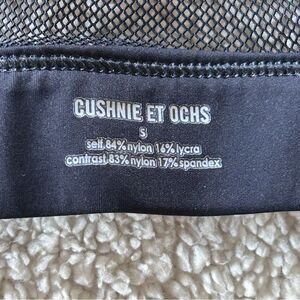 CUSHNIE ET OCHS
S
self 84% nylon 16% lycra
contrast 83% nylon 17% spandex